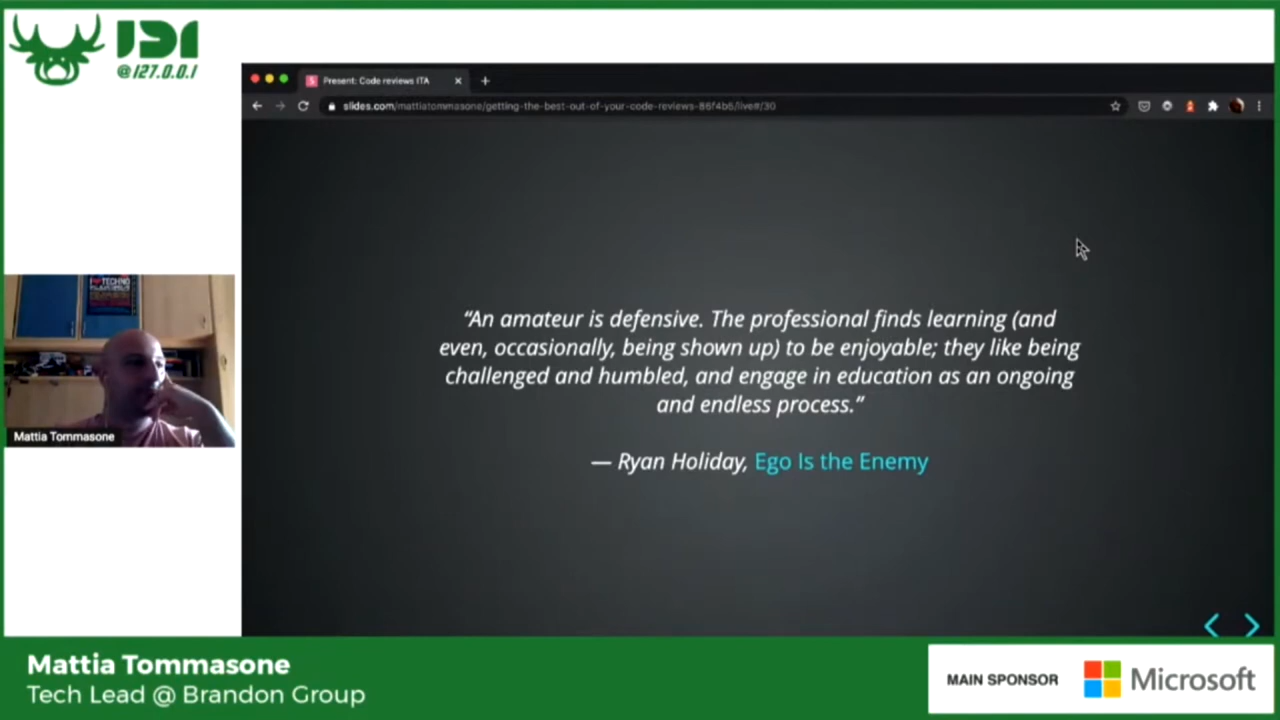 IDI
@127.0.0.1
Present: Code reviews ITA
slides.com/mattiatommasone/getting-the-best-out-of-your-code-reviews-86f4b6/live#/30
“An amateur is defensive. The professional finds learning (and
even, occasionally, being shown up) to be enjoyable; they like being
challenged and humbled, and engage in education as an ongoing
and endless process.”
— Ryan Holiday, Ego Is the Enemy
TECHNO
Mattia Tommasone
Mattia Tommasone
Tech Lead @ Brandon Group
MAIN SPONSOR
Microsoft